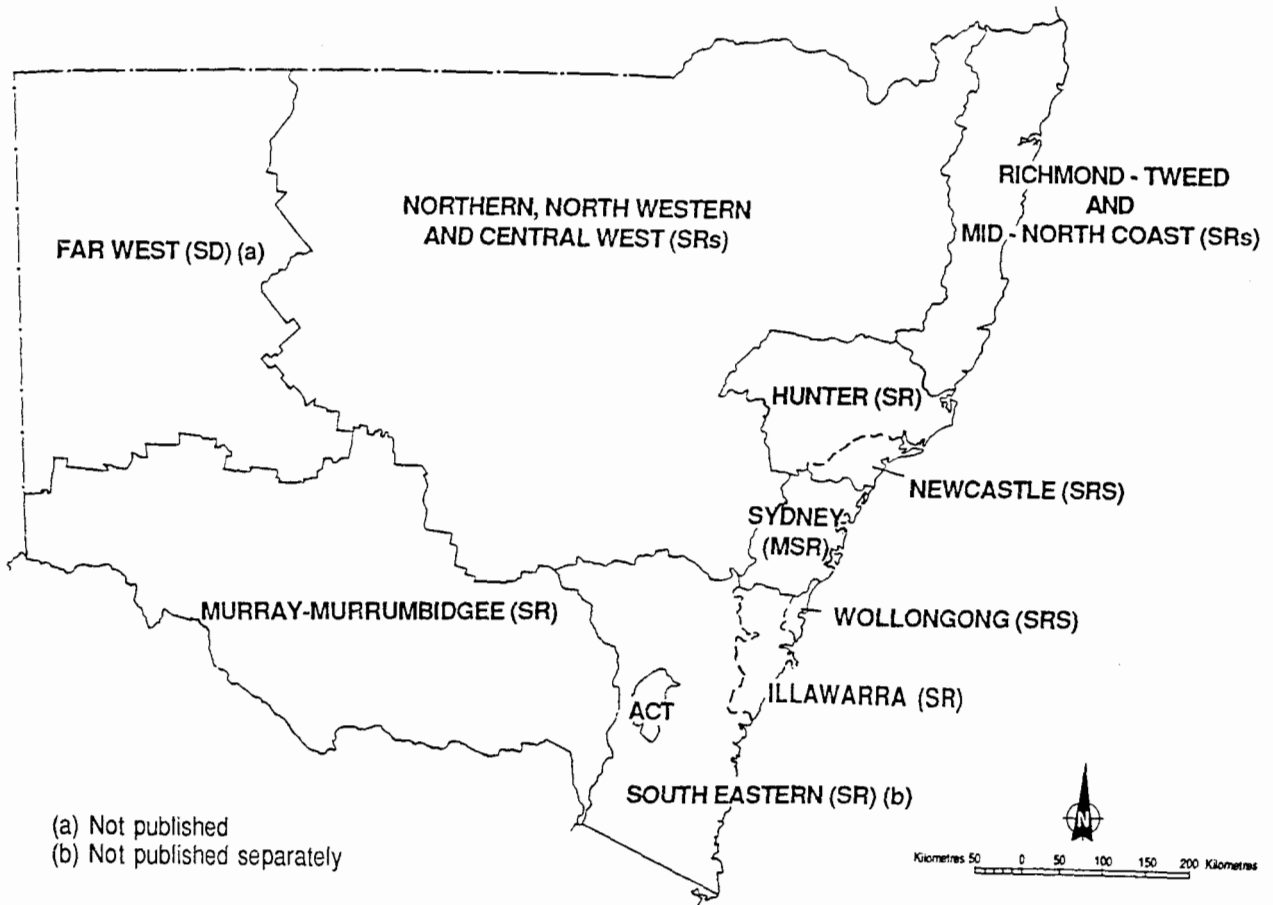 RICHMOND - TWEED
AND
MID - NORTH COAST (SRs)
NORTHERN, NORTH WESTERN
AND CENTRAL WEST (SRs)
FAR WEST (SD) (a)
HUNTER (SR)
NEWCASTLE (SRS)
SYDNEY
(MSR)
MURRAY-MURRUMBIDGEE (SR)
WOLLONGONG (SRS)
ILLAWARRA (SR)
ACT
SOUTH EASTERN (SR) (b)
(a) Not published
(b) Not published separately
N
Kilometres 50 0 50 100 150 200 Kilometres